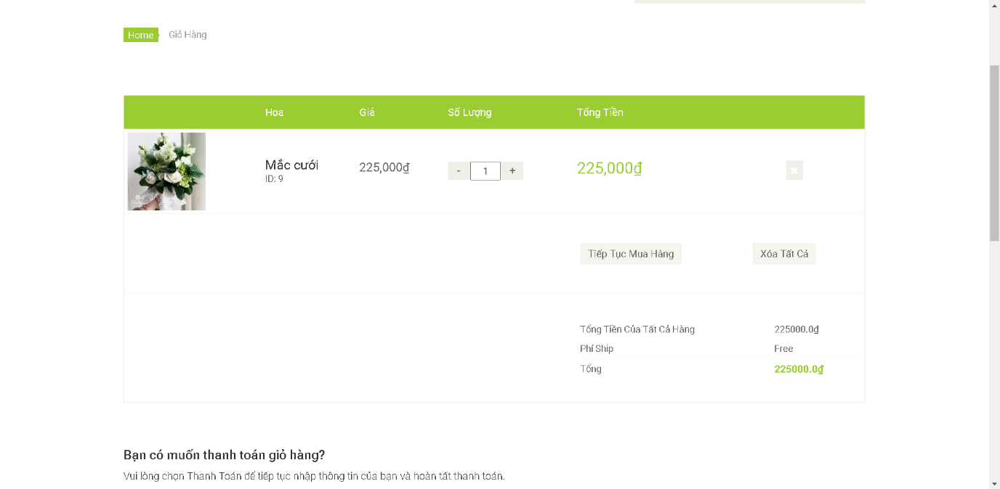 Home Giỏ Hàng
Hoa Giá Số Lượng Tổng Tiền
Mắc cưới 225,000₫ - 1 + 225,000₫
ID: 9
Tiếp Tục Mua Hàng Xóa Tất Cả
Tổng Tiền Của Tất Cả Hàng 225000.0₫
Phí Ship Free
Tổng 225000.0₫
Bạn có muốn thanh toán giỏ hàng?
Vui lòng chọn Thanh Toán để tiếp tục nhập thông tin của bạn và hoàn tất thanh toán.